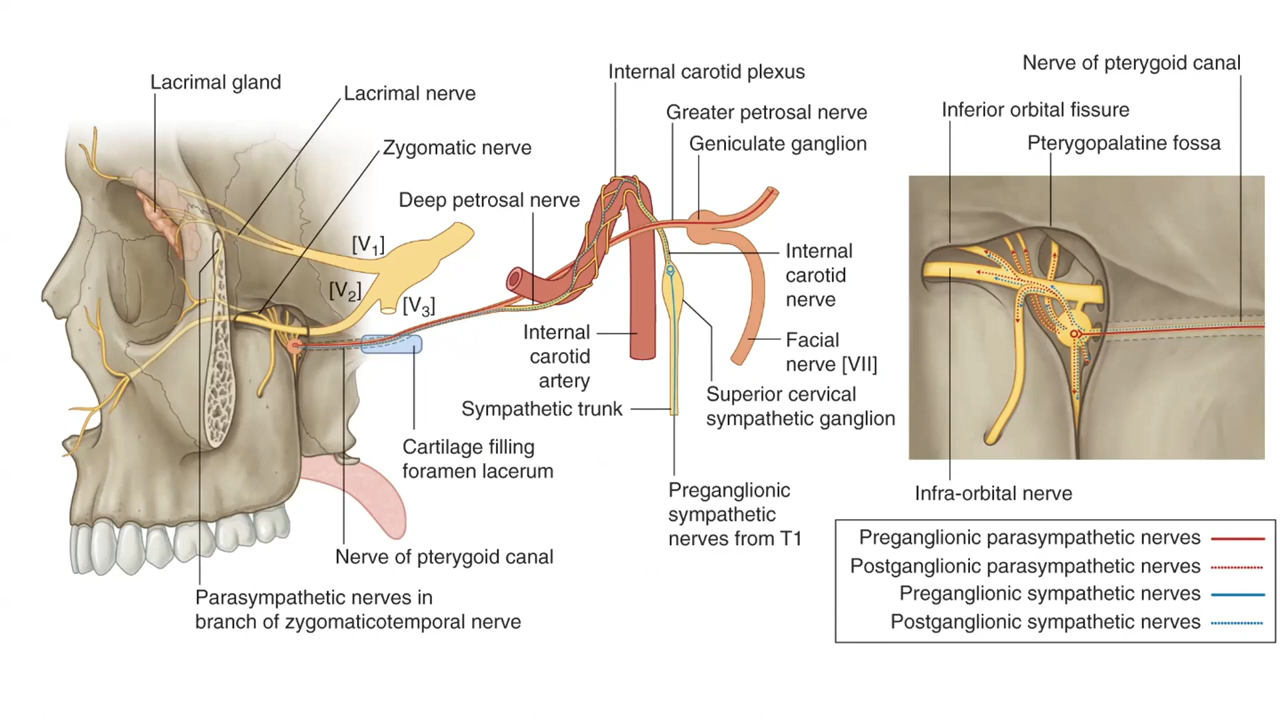 Lacrimal gland
Lacrimal nerve
Zygomatic nerve
Deep petrosal nerve
[V1]
[V2]
[V3]
Internal carotid plexus
Greater petrosal nerve
Geniculate ganglion
Internal
carotid
nerve
Facial
nerve [VII]
Internal
carotid
artery
Superior cervical
sympathetic ganglion
Sympathetic trunk
Cartilage filling
foramen lacerum
Preganglionic
sympathetic
nerves from T1
Nerve of pterygoid canal
Parasympathetic nerves in
branch of zygomaticotemporal nerve
Nerve of pterygoid canal
Inferior orbital fissure
Pterygopalatine fossa
Infra-orbital nerve
Preganglionic parasympathetic nerves
Postganglionic parasympathetic nerves
Preganglionic sympathetic nerves
Postganglionic sympathetic nerves